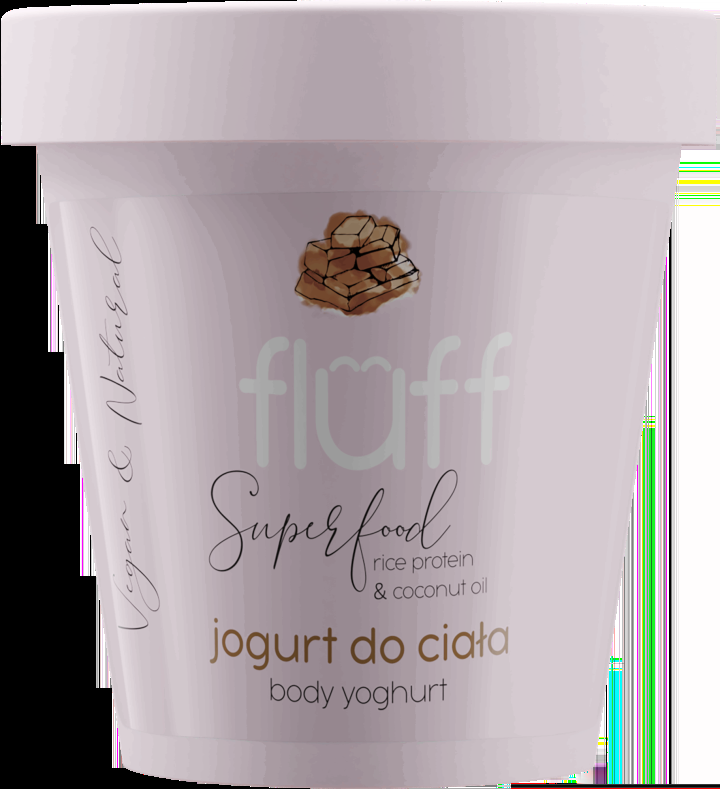 Vegan & Natural
fluff
Superfood
rice protein
& coconut oil
jogurt do ciała
body yoghurt